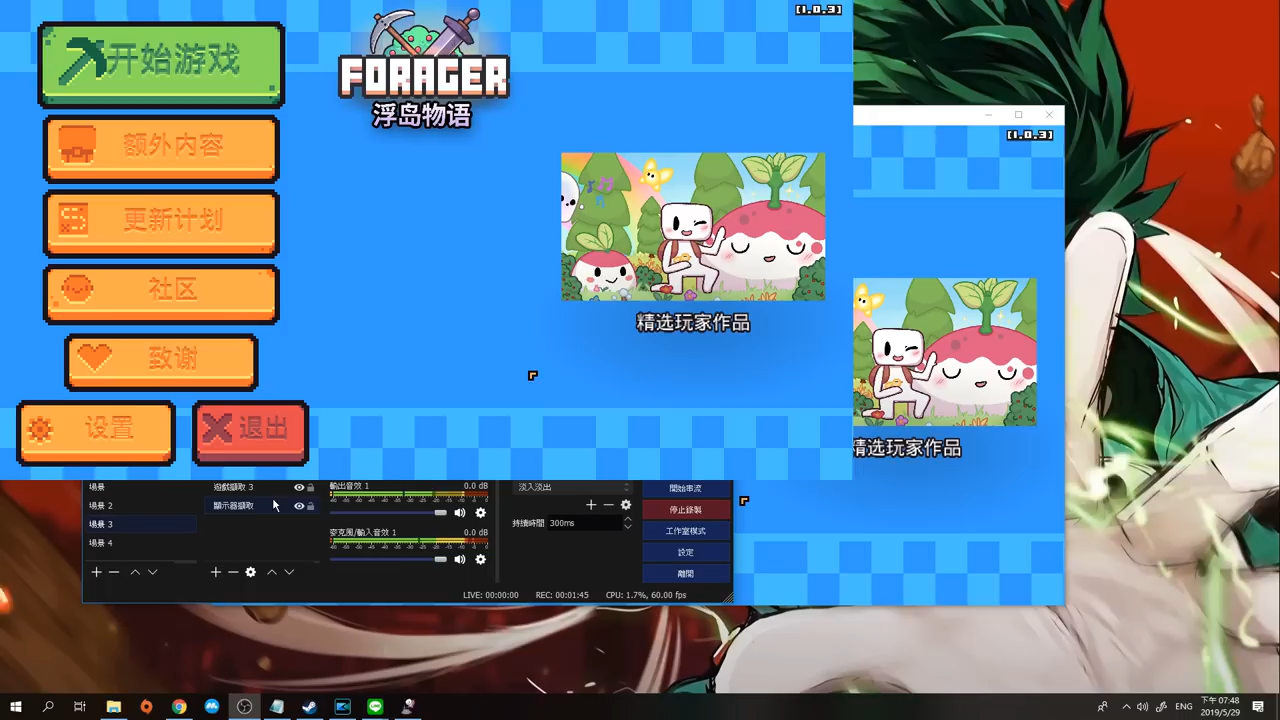 [1.0.3]
开始游戏
FORAGER
浮岛物语
额外内容
更新计划
社区
致谢
设置
退出
精选玩家作品
[1.0.3]
精选玩家作品
場景
場景 2
場景 3
場景 4
遊戲擷取 3
顯示器擷取
輸出音效 1
0.0 dB
麥克風/輸入音效 1
0.0 dB
淡入淡出
持續時間
300ms
開始串流
停止錄製
工作室模式
設定
離開
LIVE: 00:00:00
REC: 00:01:45
CPU: 1.7%, 60.00 fps
ENG
下午 07:48
2019/5/29